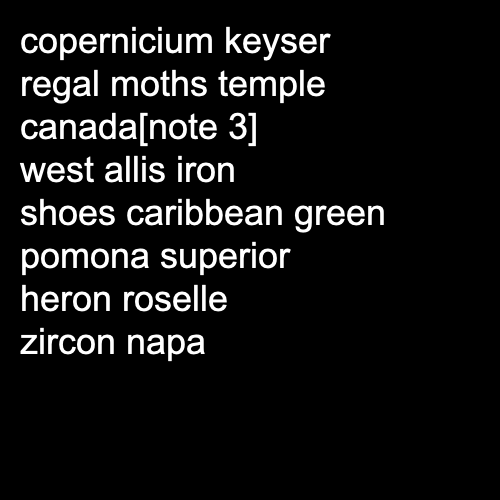 copernicium keyser
regal moths temple
canada[note 3]
west allis iron
shoes caribbean green
pomona superior
heron roselle
zircon napa